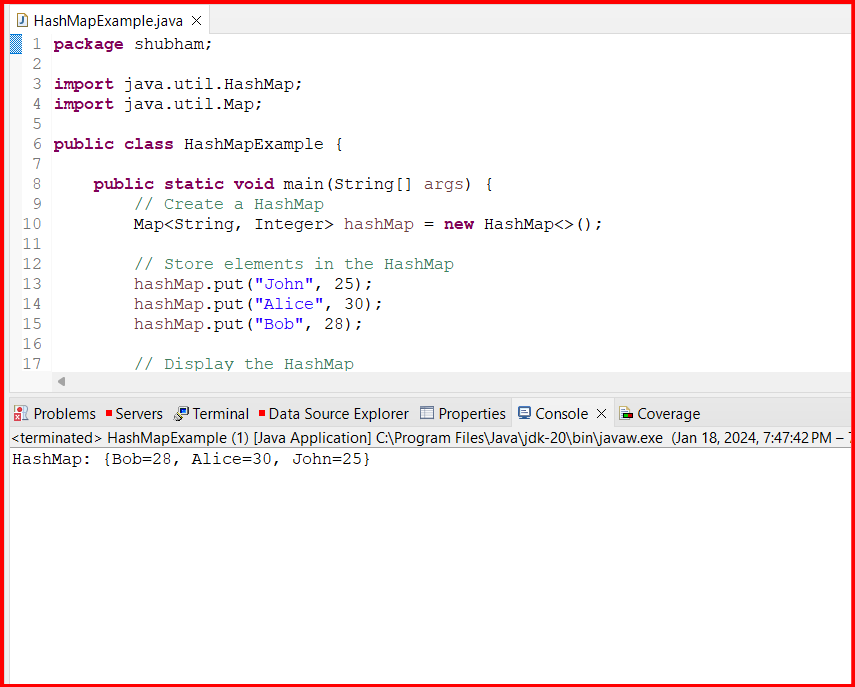 HashMapExample.java
1 package shubham;
2
3 import java.util.HashMap;
4 import java.util.Map;
5
6 public class HashMapExample {
7
8     public static void main(String[] args) {
9         // Create a HashMap
10         Map<String, Integer> hashMap = new HashMap<>();
11
12         // Store elements in the HashMap
13         hashMap.put("John", 25);
14         hashMap.put("Alice", 30);
15         hashMap.put("Bob", 28);
16
17         // Display the HashMap
Problems Servers Terminal Data Source Explorer Properties Console Coverage
<terminated> HashMapExample (1) [Java Application] C:\Program Files\Java\jdk-20\bin\javaw.exe (Jan 18, 2024, 7:47:42 PM –
HashMap: {Bob=28, Alice=30, John=25}